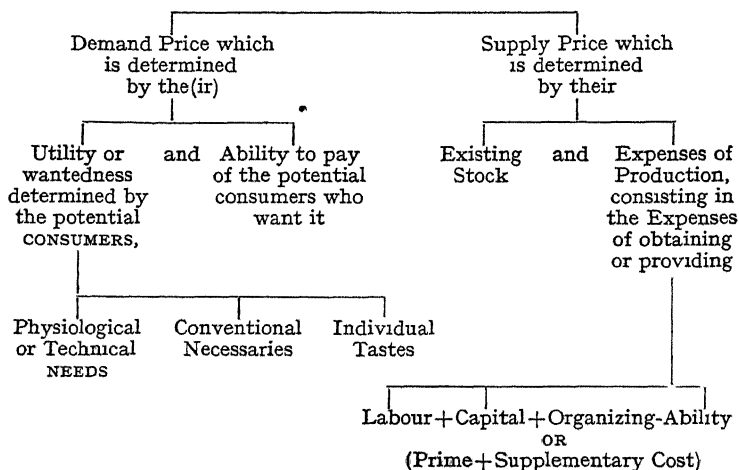 Demand Price which
is determined
by the(ir)
Supply Price which
is determined
by their
Utility or
wantedness
determined by
the potential
CONSUMERS,
and
Ability to pay
of the potential
consumers who
want it
Existing
Stock
and
Expenses of
Production,
consisting in
the Expenses
of obtaining
or providing
Physiological
or Technical
NEEDS
Conventional
Necessaries
Individual
Tastes
Labour+Capital+Organizing-Ability
OR
(Prime+Supplementary Cost)